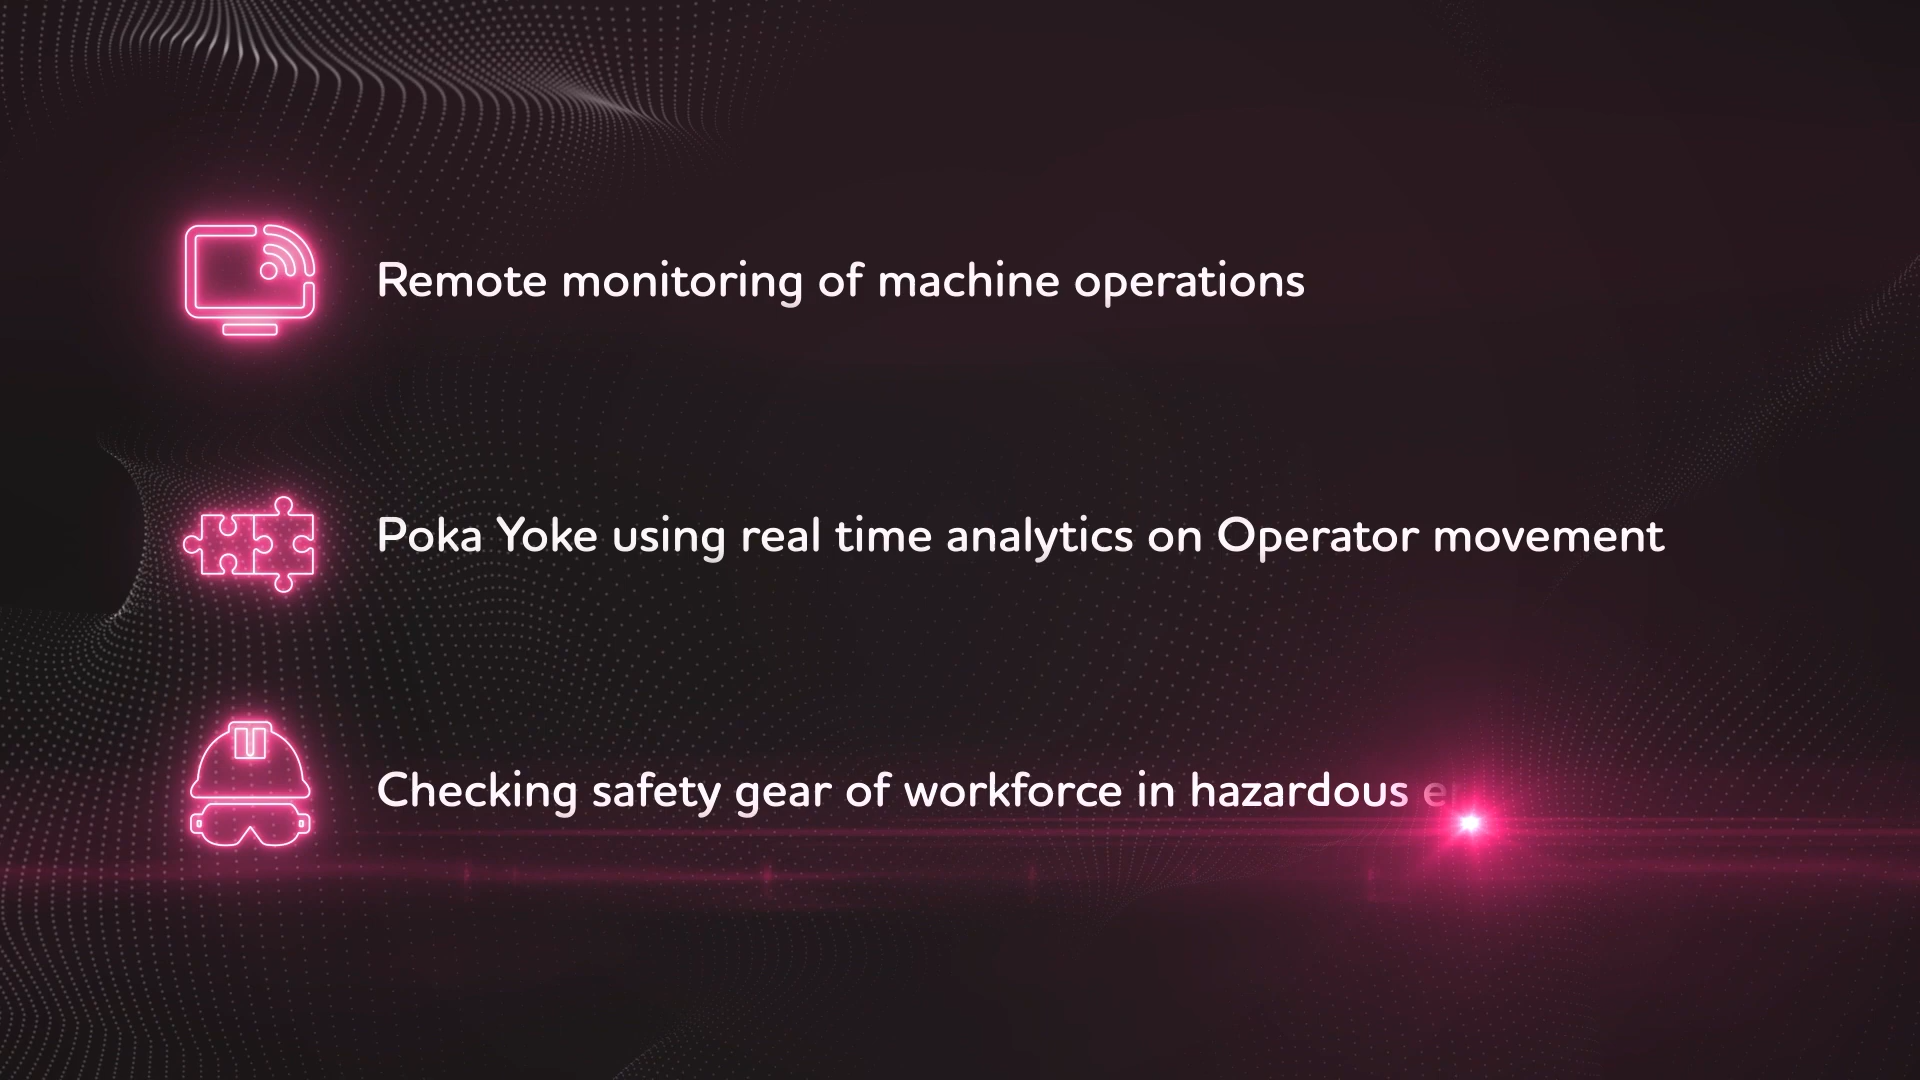 Remote monitoring of machine operations
Poka Yoke using real time analytics on Operator movement
Checking safety gear of workforce in hazardous